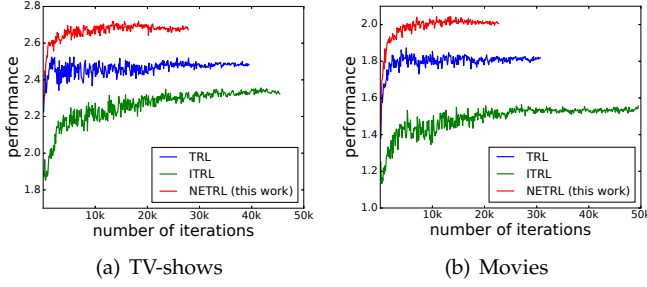 2.8
2.6
2.4
2.2
2.0
1.8
performance
TRL
ITRL
NETRL (this work)
10k
20k
30k
40k
50k
number of iterations
(a) TV-shows
2.0
1.8
1.6
1.4
1.2
1.0
performance
TRL
ITRL
NETRL (this work)
10k
20k
30k
40k
50k
number of iterations
(b) Movies